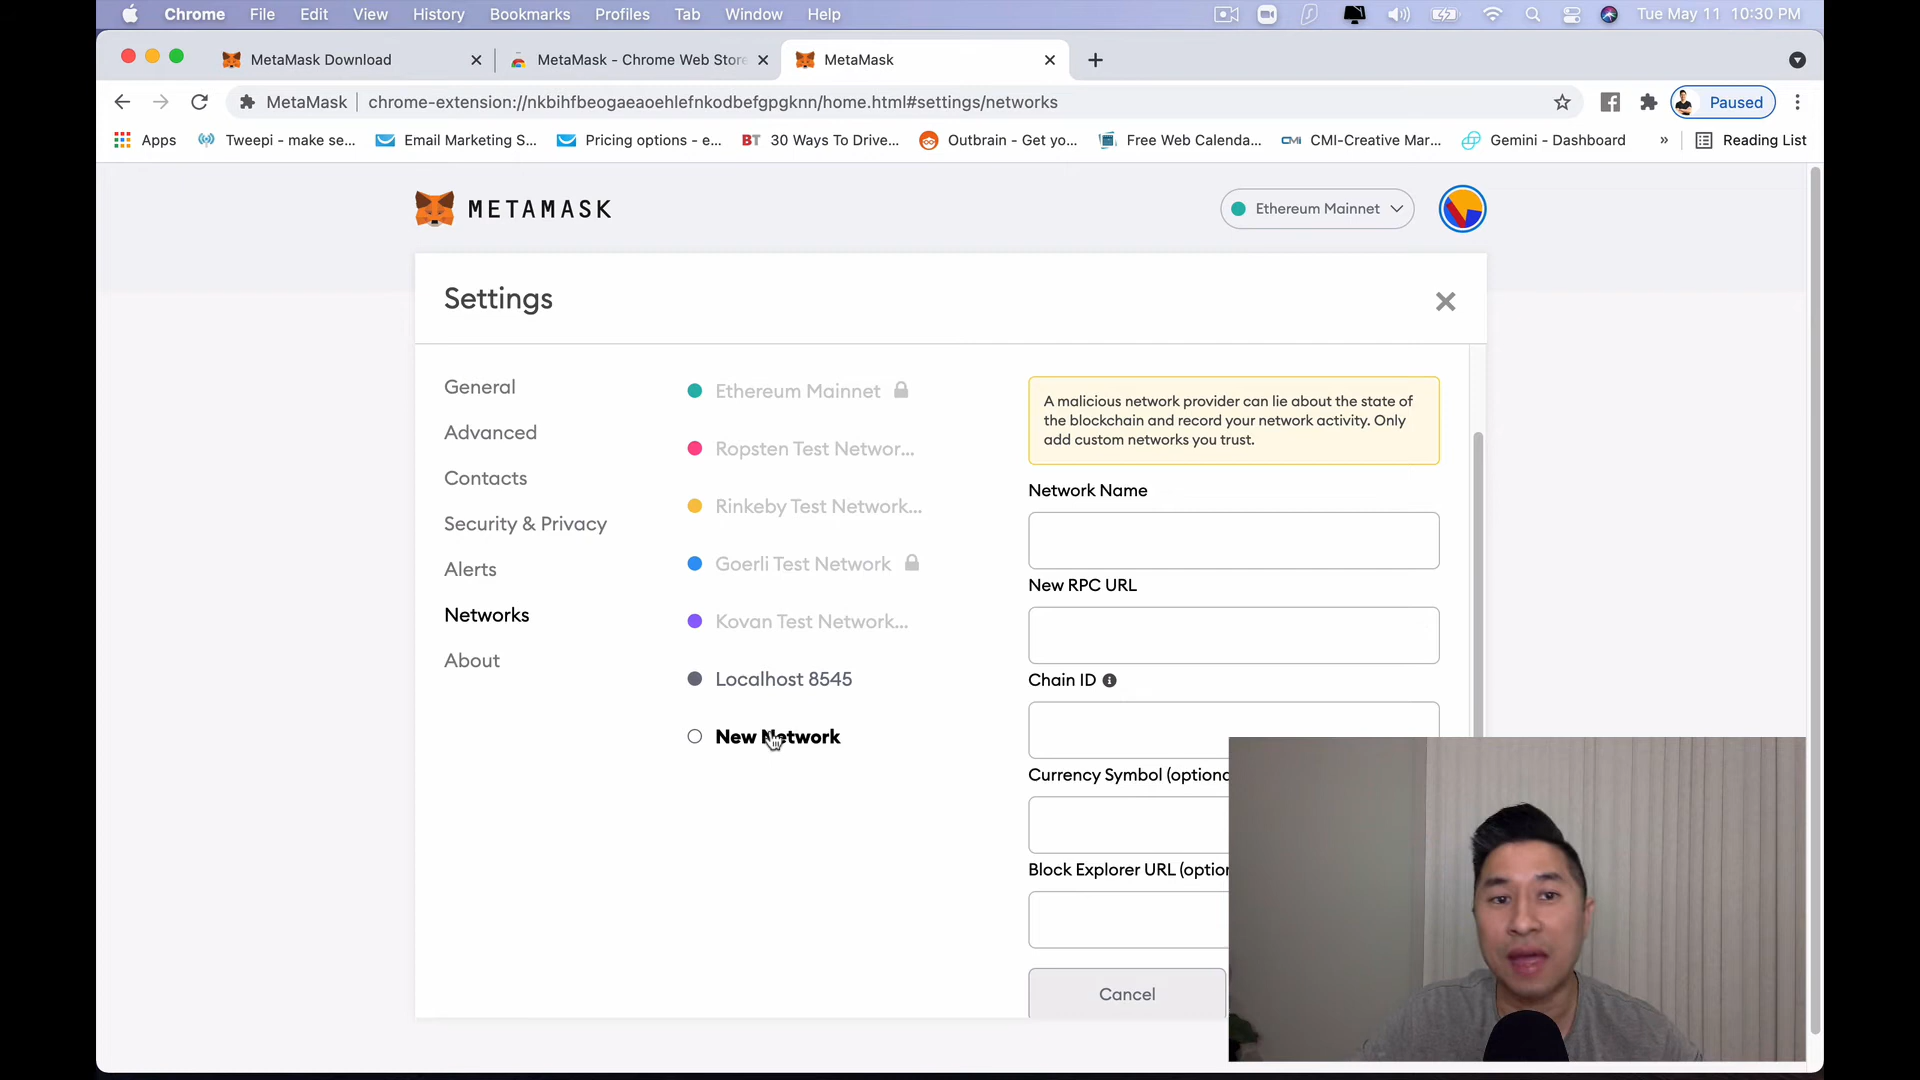 Chrome File Edit View History Bookmarks Profiles Tab Window Help Tue May 11 10:30 PM
MetaMask Download MetaMask - Chrome Web Store MetaMask
MetaMask chrome-extension://nkbihfbeogaeaoehlefnkodbefgpgknn/home.html#settings/networks Paused
Apps Tweepi - make se... Email Marketing S... Pricing options - e... BT 30 Ways To Drive... Outbrain - Get yo... Free Web Calenda... CMI CMI-Creative Mar... Gemini - Dashboard » Reading List
METAMASK Ethereum Mainnet
Settings
General
Advanced
Contacts
Security & Privacy
Alerts
Networks
About
Ethereum Mainnet
Ropsten Test Networ...
Rinkeby Test Network...
Goerli Test Network
Kovan Test Network...
Localhost 8545
New Network
A malicious network provider can lie about the state of
the blockchain and record your network activity. Only
add custom networks you trust.
Network Name
New RPC URL
Chain ID
Currency Symbol (optiona
Block Explorer URL (option
Cancel